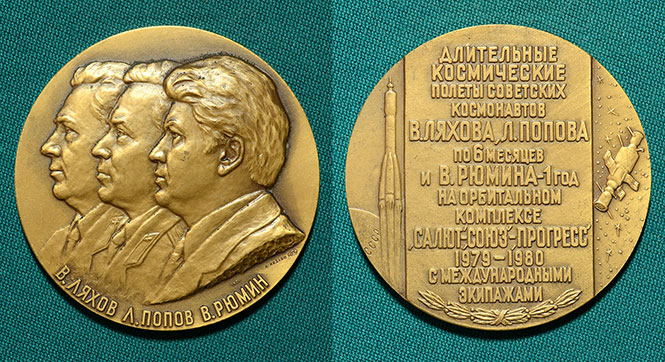 В. ЛЯХОВ Л. ПОПОВ В. РЮМИН
ДЛИТЕЛЬНЫЕ
КОСМИЧЕСКИЕ
ПОЛЕТЫ СОВЕТСКИХ
КОСМОНАВТОВ
В. ЛЯХОВА, Л. ПОПОВА
ПО 6 МЕСЯЦЕВ
И В. РЮМИНА-1 ГОД
НА ОРБИТАЛЬНОМ
КОМПЛЕКСЕ
„САЛЮТ"-„СОЮЗ"-„ПРОГРЕСС"
1979-1980
С МЕЖДУНАРОДНЫМИ
ЭКИПАЖАМИ